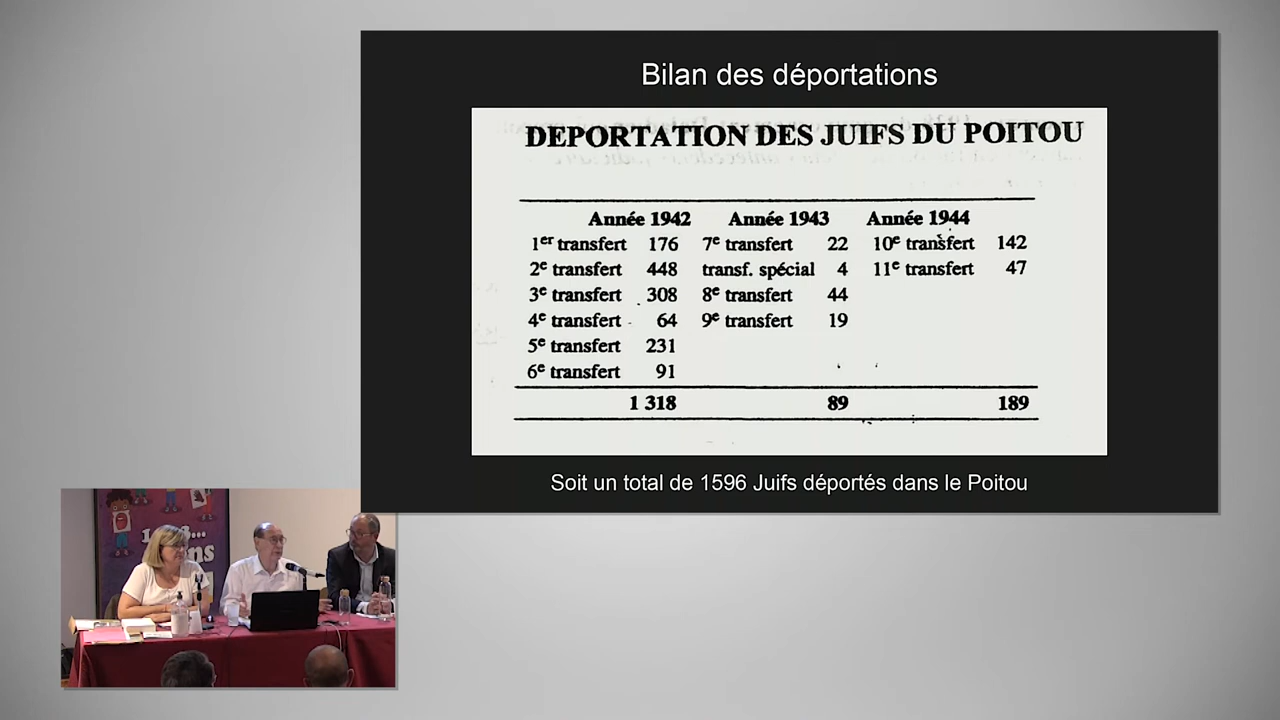 Bilan des déportations
DEPORTATION DES JUIFS DU POITOU
Année 1942 Année 1943 Année 1944
1er transfert 176 7e transfert 22 10e transfert 142
2e transfert 448 transf. spécial 4 11e transfert 47
3e transfert 308 8e transfert 44
4e transfert 64 9e transfert 19
5e transfert 231
6e transfert 91
1 318 89 189
Soit un total de 1596 Juifs déportés dans le Poitou